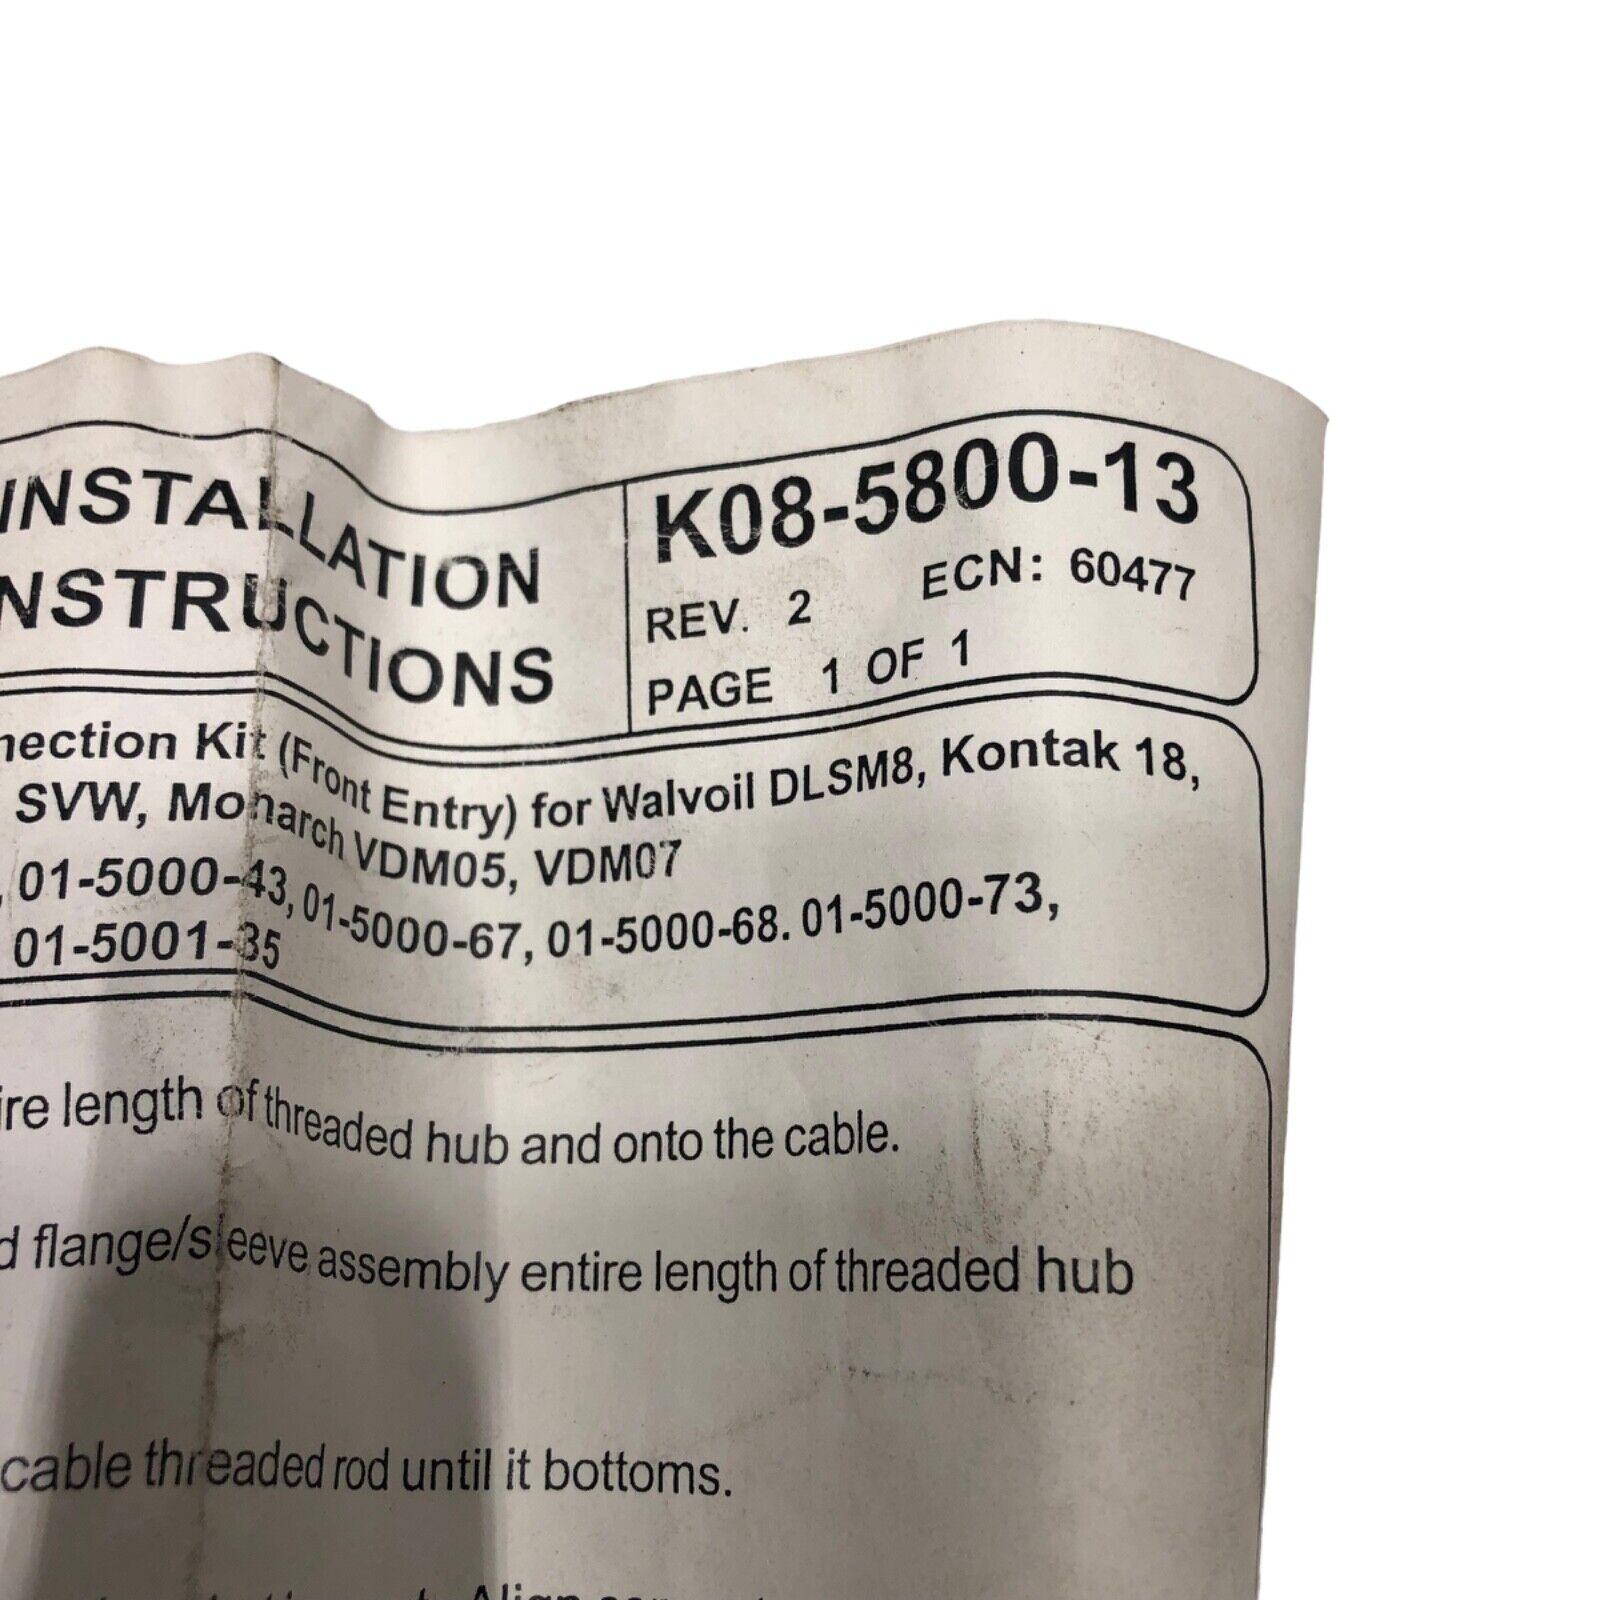 INSTALLATION
INSTRUCTIONS
K08-5800-13
REV. 2 ECN: 60477
PAGE 1 OF 1
Kit (Front Entry) for Walvoil DLSM8, Kontak 18,
SVW, Monarch VDM05, VDM07
01-5000-43, 01-5000-67, 01-5000-68. 01-5000-73,
01-5001-35
length of threaded hub and onto the cable.
flange/sleeve assembly entire length of threaded hub
cable threaded rod until it bottoms.
Align